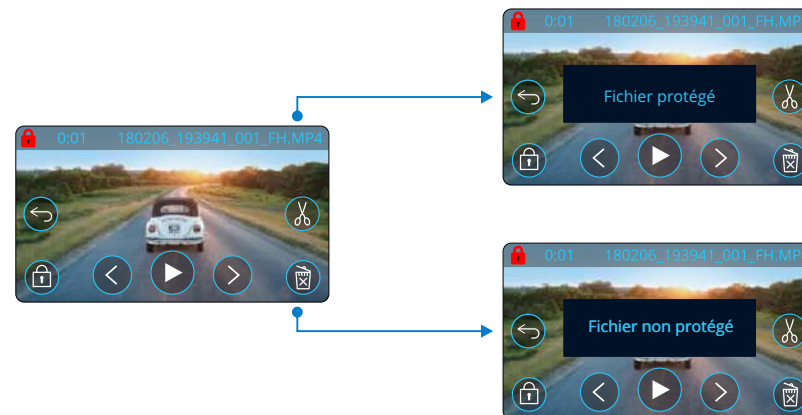 0:01 180206_193941_001_FH.MP4
0:01 180206_193941_001_FH.MP
Fichier protégé
0:01 180206_193941_001_FH.MP
Fichier non protégé